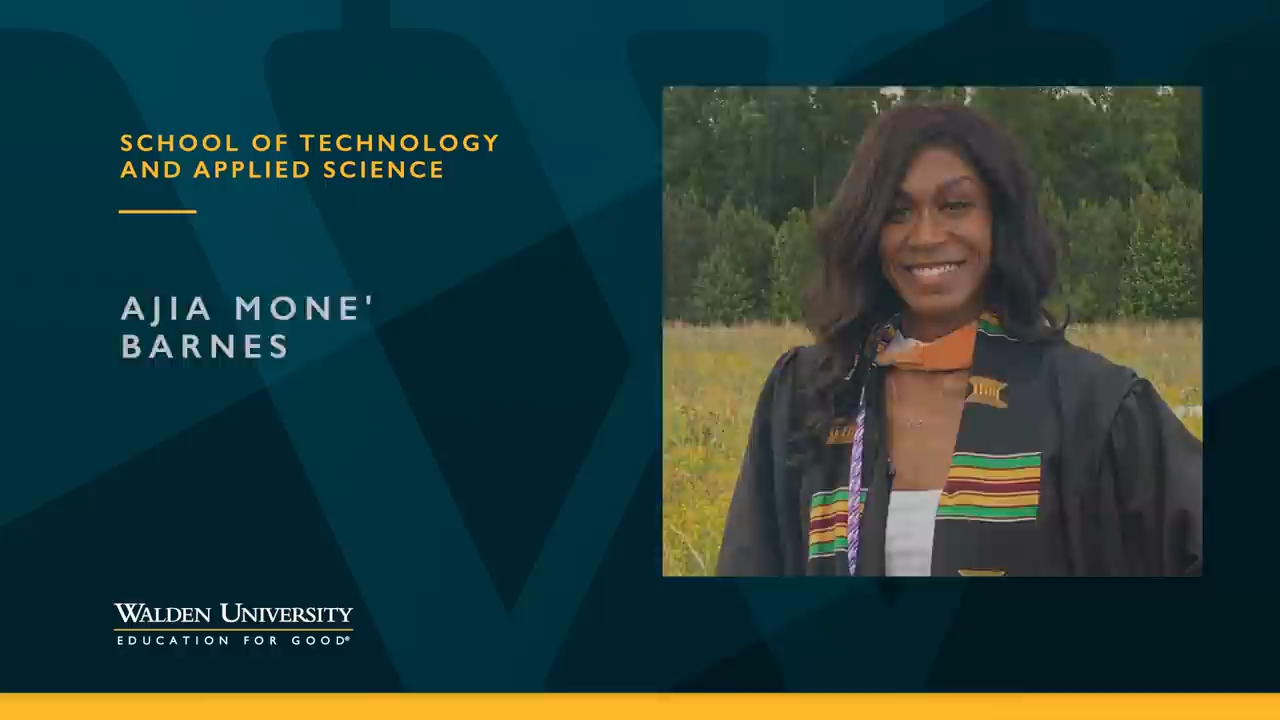 SCHOOL OF TECHNOLOGY
AND APPLIED SCIENCE
AJIA MONE'
BARNES
WALDEN UNIVERSITY
EDUCATION FOR GOOD®